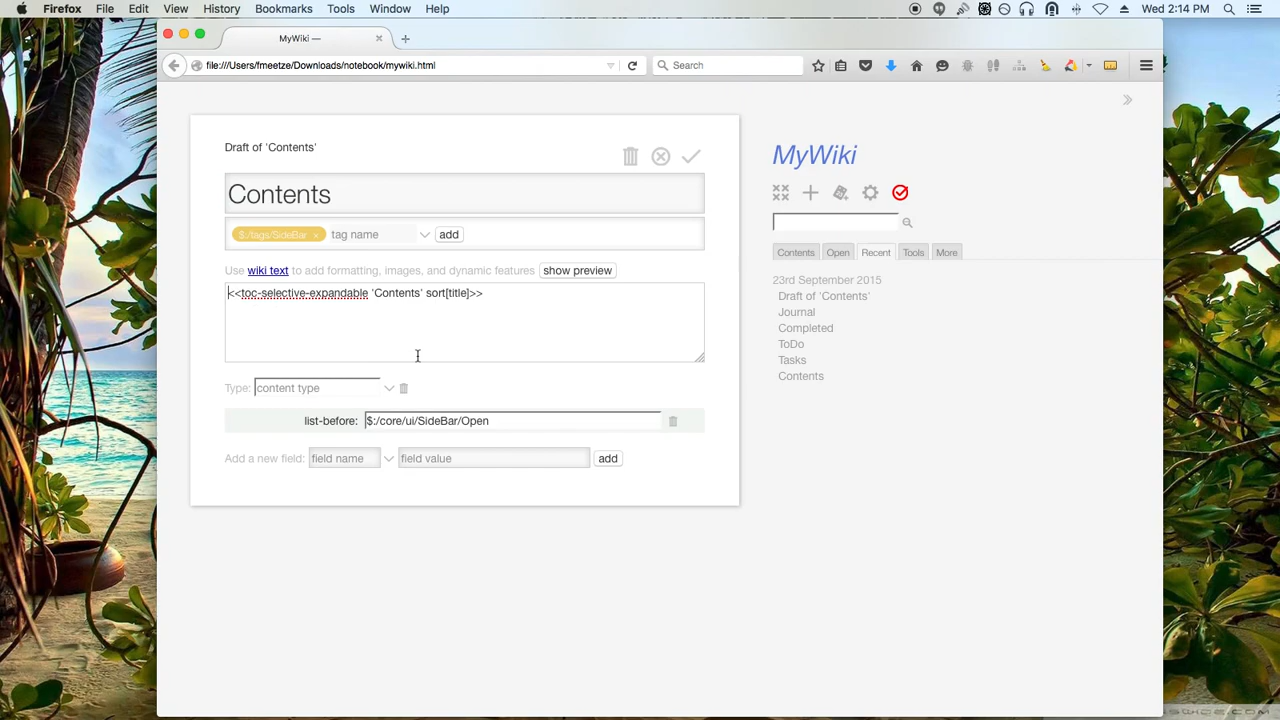 Firefox File Edit View History Bookmarks Tools Window Help Wed 2:14 PM
MyWiki —
file:///Users/fmeetze/Downloads/notebook/mywiki.html Search
Draft of 'Contents'
Contents
$:/tags/SideBar × tag name add
Use wiki text to add formatting, images, and dynamic features show preview
<<toc-selective-expandable 'Contents' sort[title]>>
Type: content type
list-before: $:/core/ui/SideBar/Open
Add a new field: field name field value add
MyWiki
Contents Open Recent Tools More
23rd September 2015
Draft of 'Contents'
Journal
Completed
ToDo
Tasks
Contents